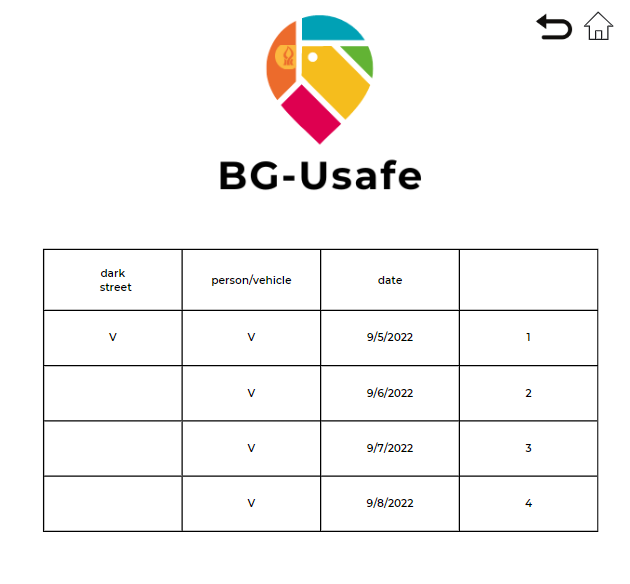 BG-Usafe
dark
street
person/vehicle
date
V
V
9/5/2022
1
V
9/6/2022
2
V
9/7/2022
3
V
9/8/2022
4